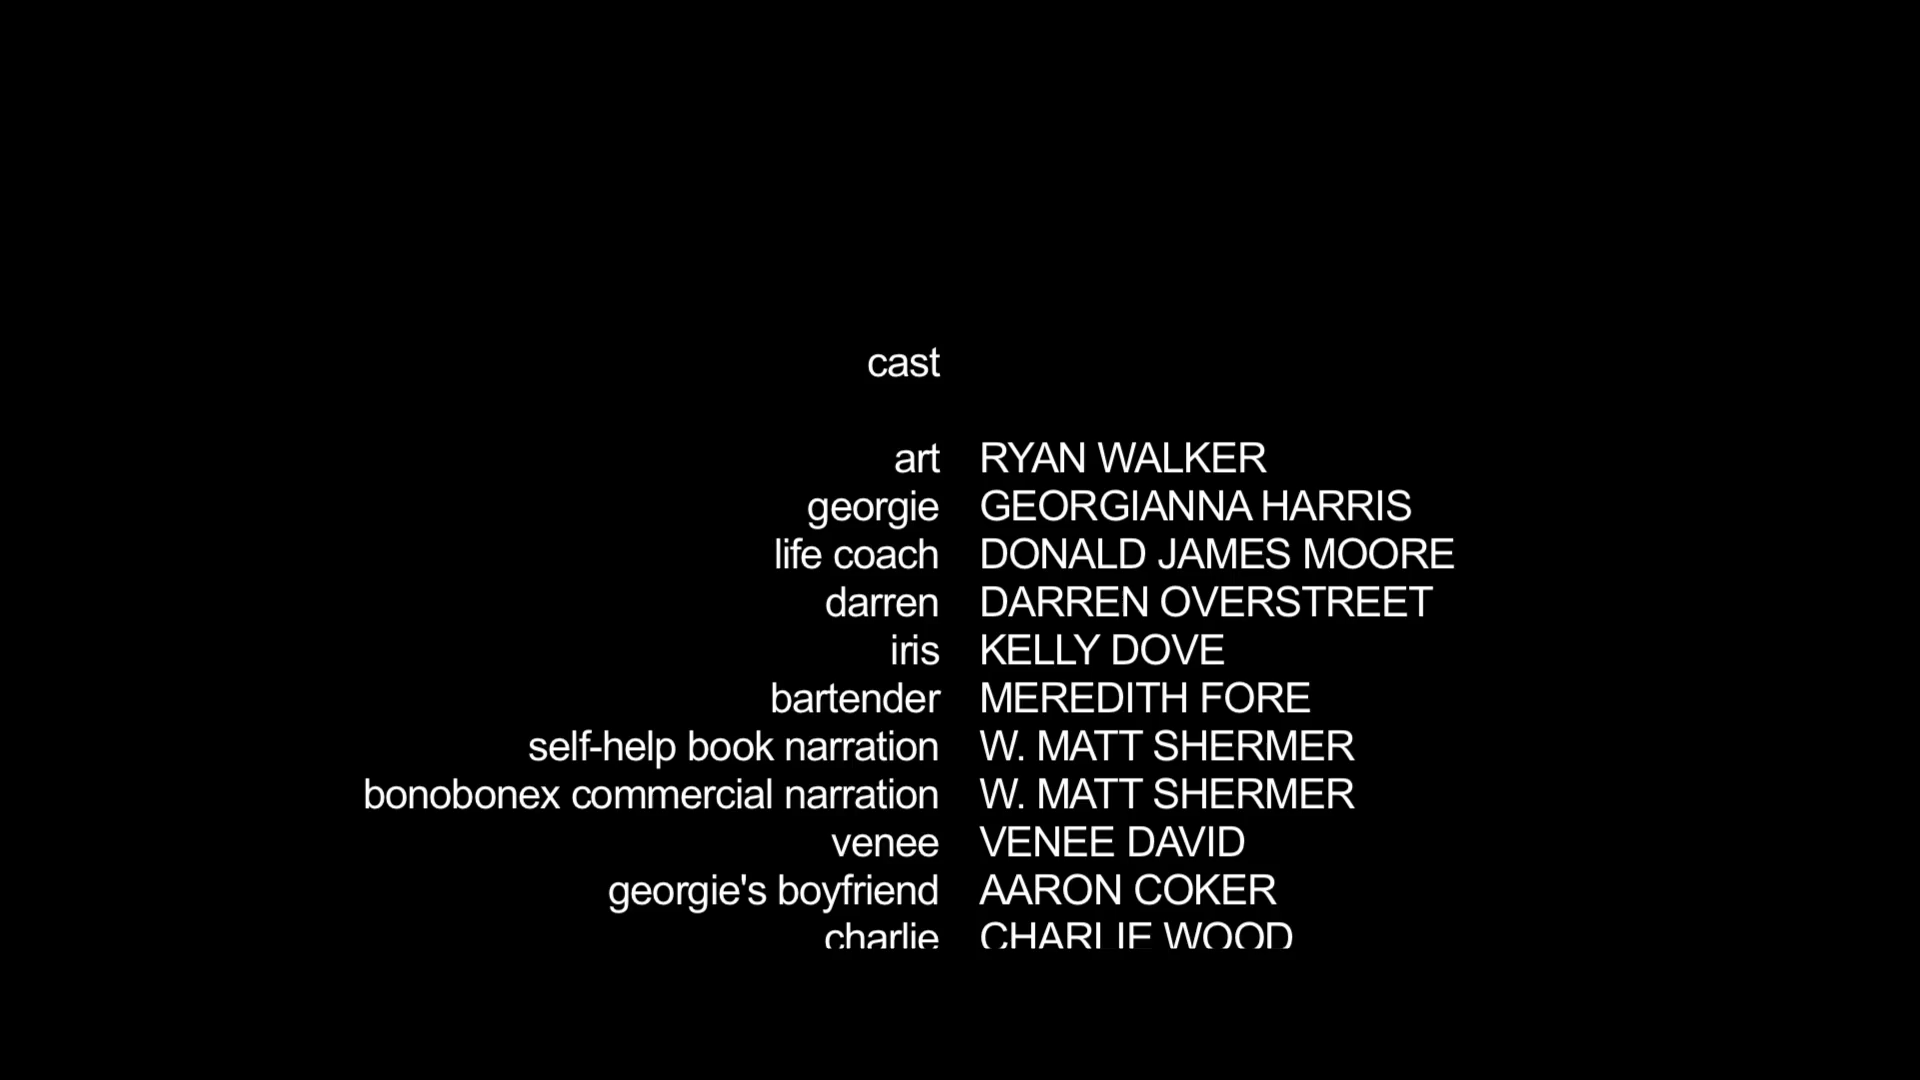 cast
art RYAN WALKER
georgie GEORGIANNA HARRIS
life coach DONALD JAMES MOORE
darren DARREN OVERSTREET
iris KELLY DOVE
bartender MEREDITH FORE
self-help book narration W. MATT SHERMER
bonobonex commercial narration W. MATT SHERMER
venee VENEE DAVID
georgie's boyfriend AARON COKER
charlie CHARLIE WOOD